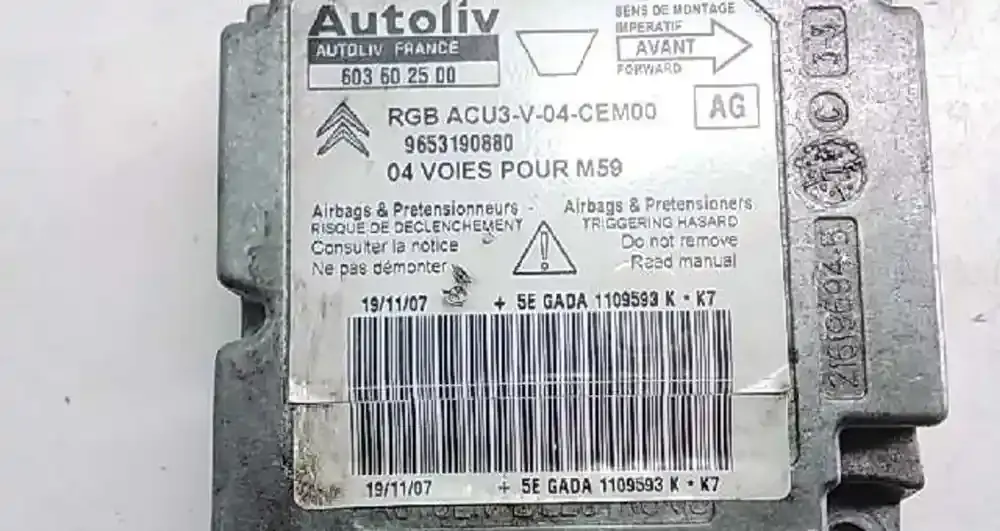 Autoliv
AUTOLIV FRANCE
603 60 25 00
SENS DE MONTAGE
IMPERATIF
AVANT
FORWARD
AG
RGB ACU3-V-04-CEM00
9653190880
04 VOIES POUR M59
Airbags & Pretensionneurs -
RISQUE DE DECLENCHEMENT
Consulter la notice
Ne pas démonter
Airbags & Pretensioners
TRIGGERING HASARD
Do not remove
Read manual
19/11/07 + 5E GADA 1109593 K • K7
19/11/07 + 5E GADA 1109593 K • K7